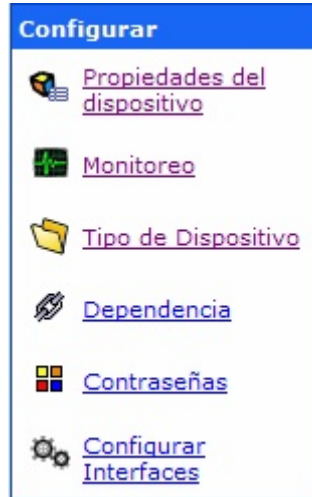 Configurar
Propiedades del
dispositivo
Monitoreo
Tipo de Dispositivo
Dependencia
Contraseñas
Configurar
Interfaces